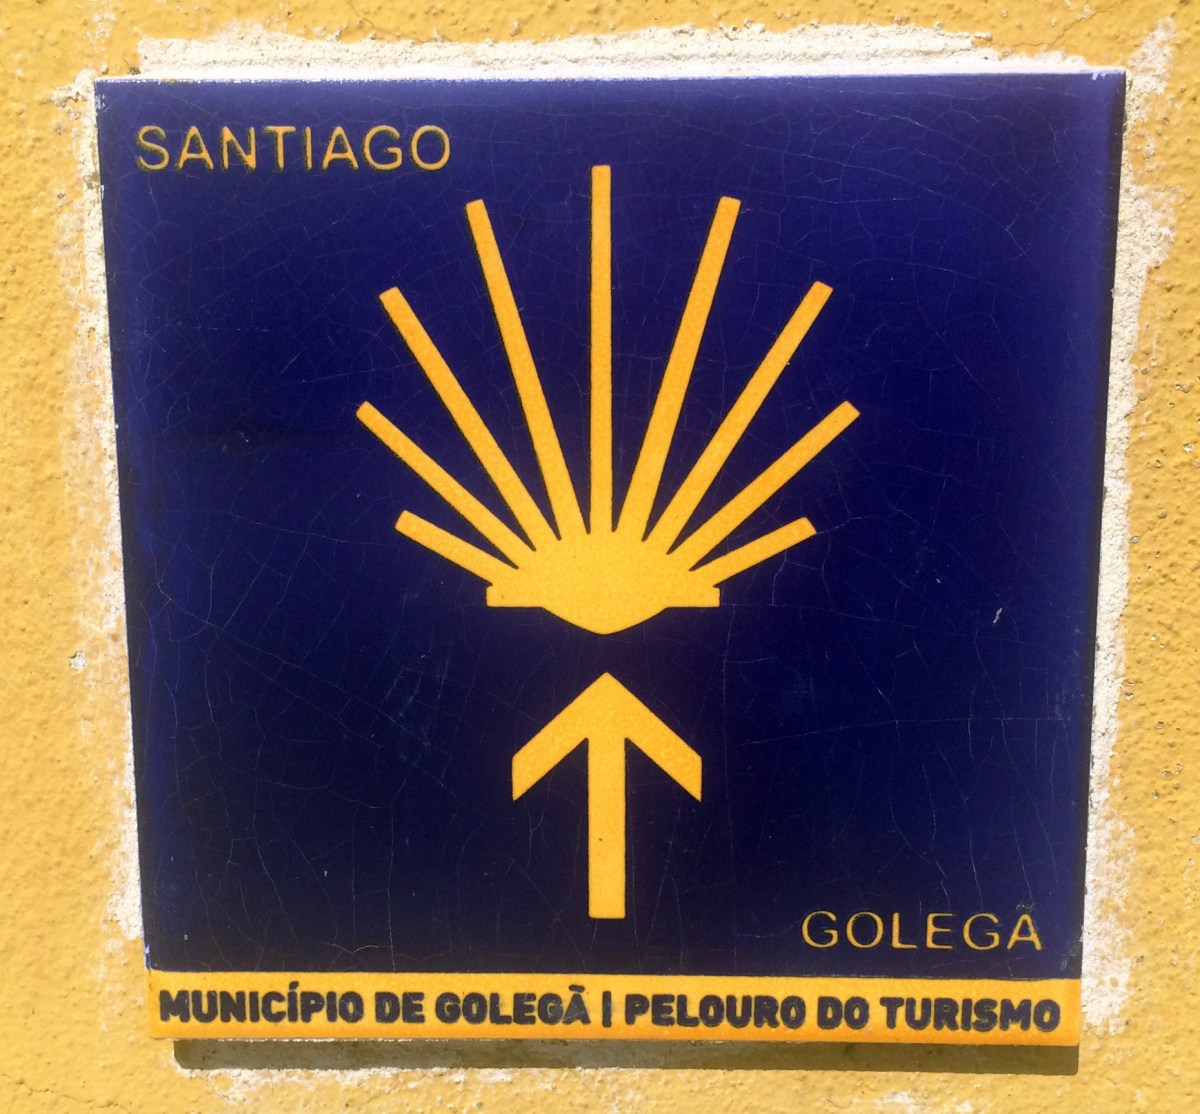 SANTIAGO
GOLEGÃ
MUNICÍPIO DE GOLEGÃ | PELOURO DO TURISMO